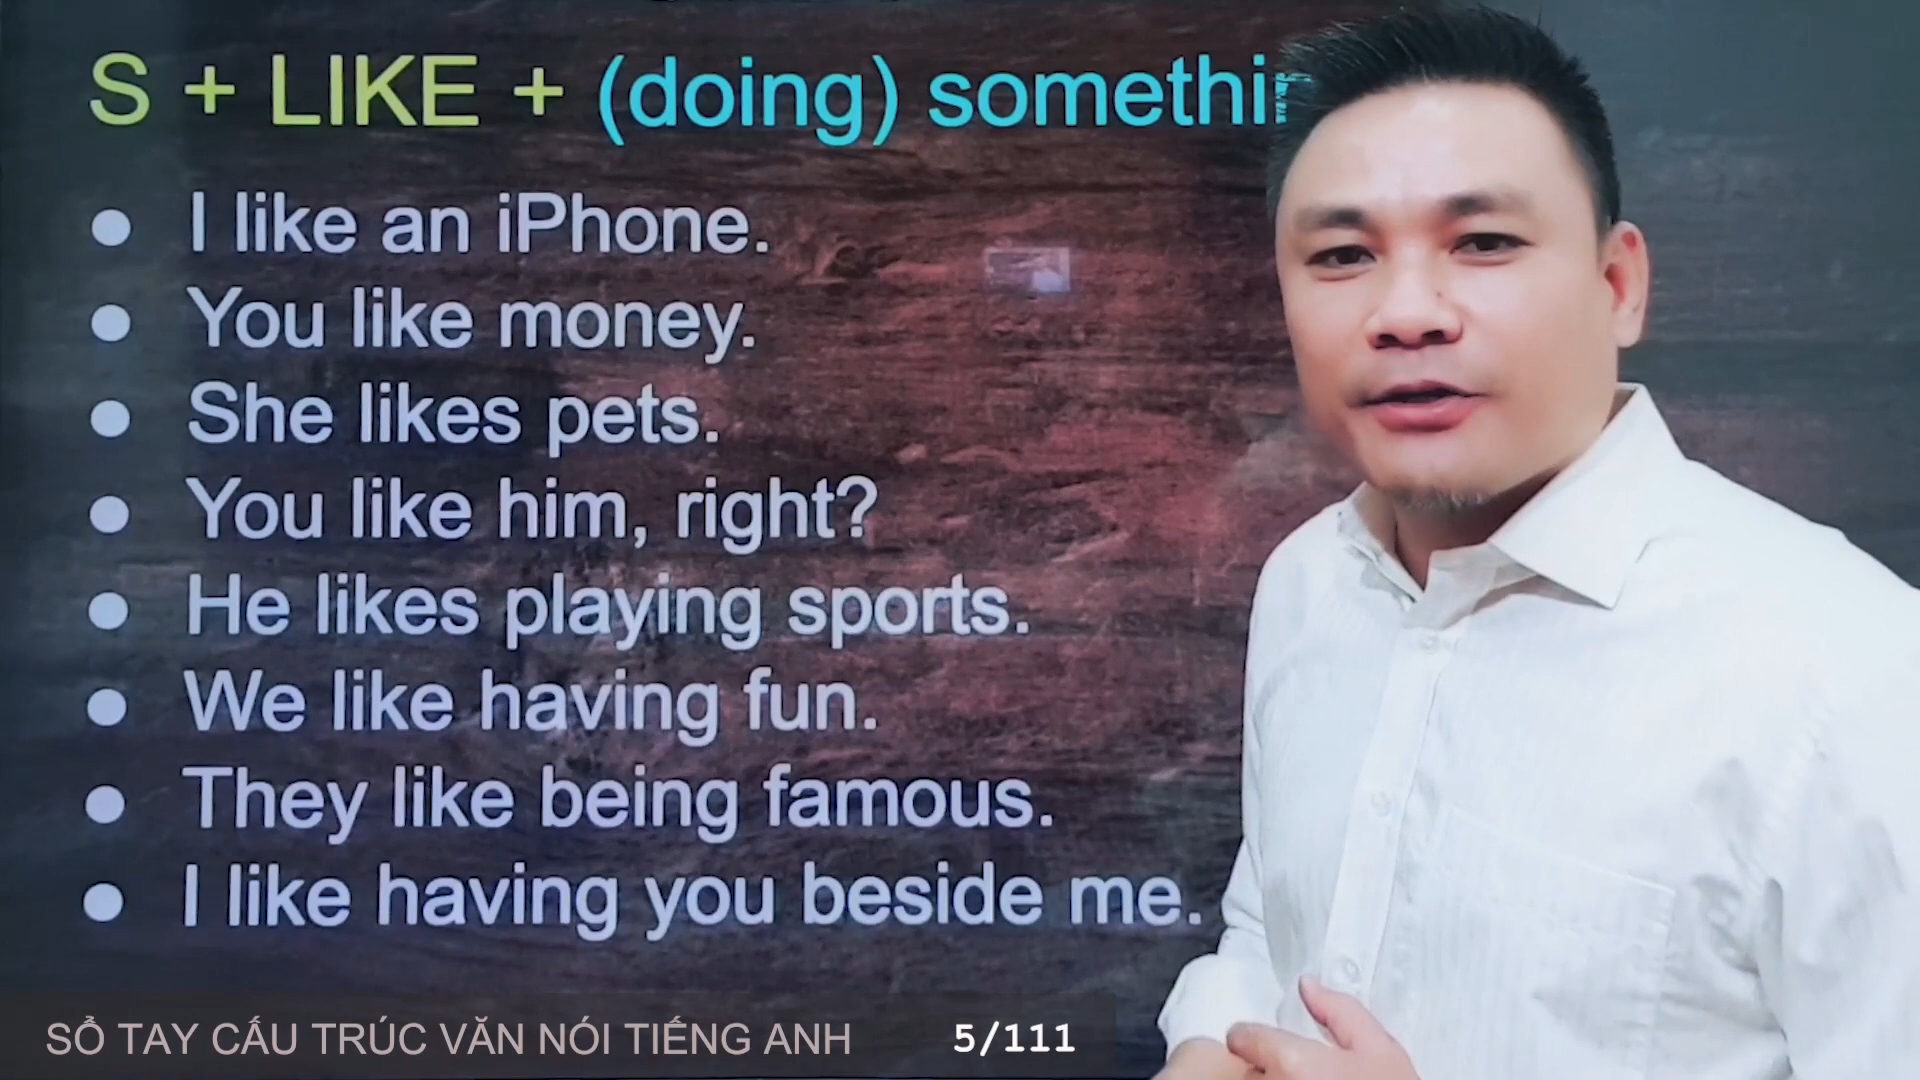 S + LIKE + (doing) somethin
● I like an iPhone.
● You like money.
● She likes pets.
● You like him, right?
● He likes playing sports.
● We like having fun.
● They like being famous.
● I like having you beside me.
SỔ TAY CẤU TRÚC VĂN NÓI TIẾNG ANH 5/111